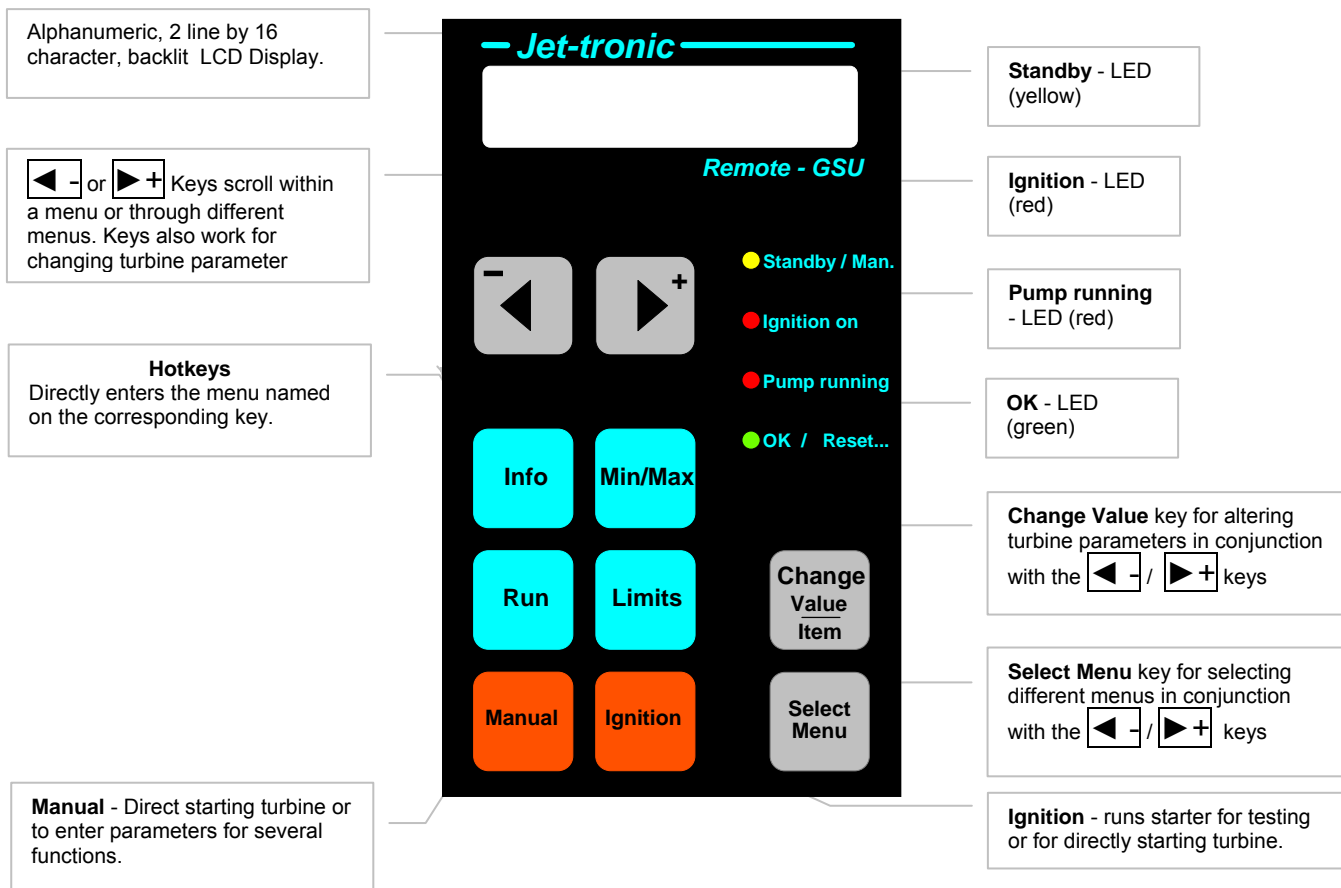 Alphanumeric, 2 line by 16
character, backlit LCD Display.
◄ - or ►+ Keys scroll within
a menu or through different
menus. Keys also work for
changing turbine parameter
Hotkeys
Directly enters the menu named
on the corresponding key.
Manual - Direct starting turbine or
to enter parameters for several
functions.
Jet-tronic
Remote - GSU
- ◄
► +
Standby / Man.
Ignition on
Pump running
OK / Reset...
Info
Min/Max
Run
Limits
Change
Value
Item
Manual
Ignition
Select
Menu
Standby - LED
(yellow)
Ignition - LED
(red)
Pump running
- LED (red)
OK - LED
(green)
Change Value key for altering
turbine parameters in conjunction
with the ◄ - / ►+ keys
Select Menu key for selecting
different menus in conjunction
with the ◄ - / ►+ keys
Ignition - runs starter for testing
or for directly starting turbine.